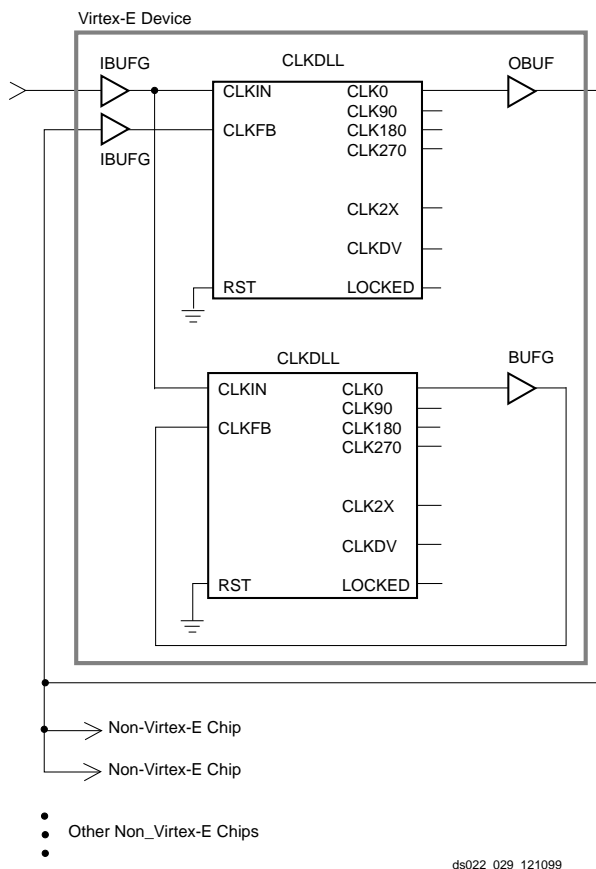 Virtex-E Device
IBUFG
CLKDLL
OBUF
CLKIN
CLK0
CLK90
CLKFB
CLK180
CLK270
IBUFG
CLK2X
CLKDV
RST
LOCKED
CLKDLL
BUFG
CLKIN
CLK0
CLK90
CLKFB
CLK180
CLK270
CLK2X
CLKDV
RST
LOCKED
Non-Virtex-E Chip
Non-Virtex-E Chip
Other Non_Virtex-E Chips
ds022_029_121099